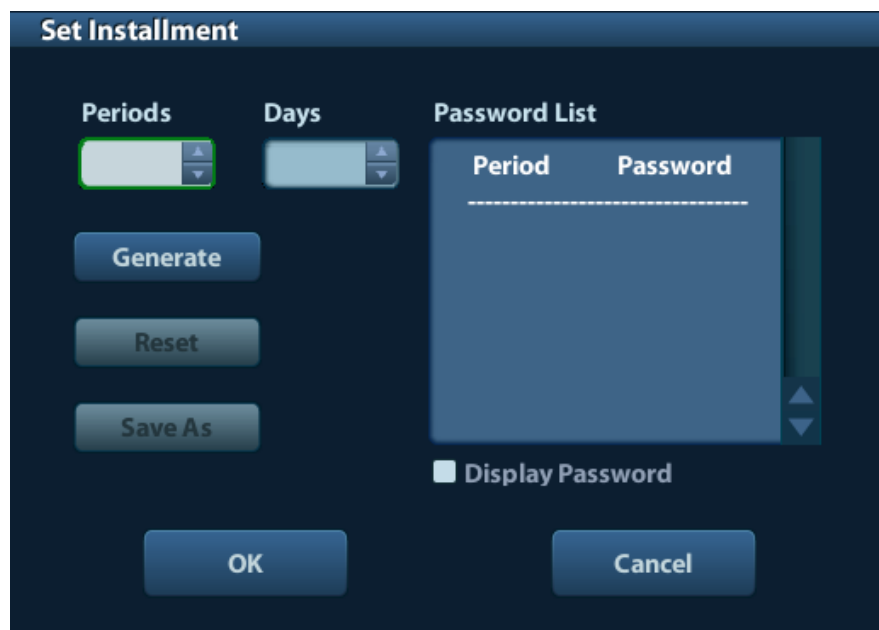 Set Installment
Periods Days Password List
Period Password
--------------------------------
Generate
Reset
Save As
Display Password
OK Cancel